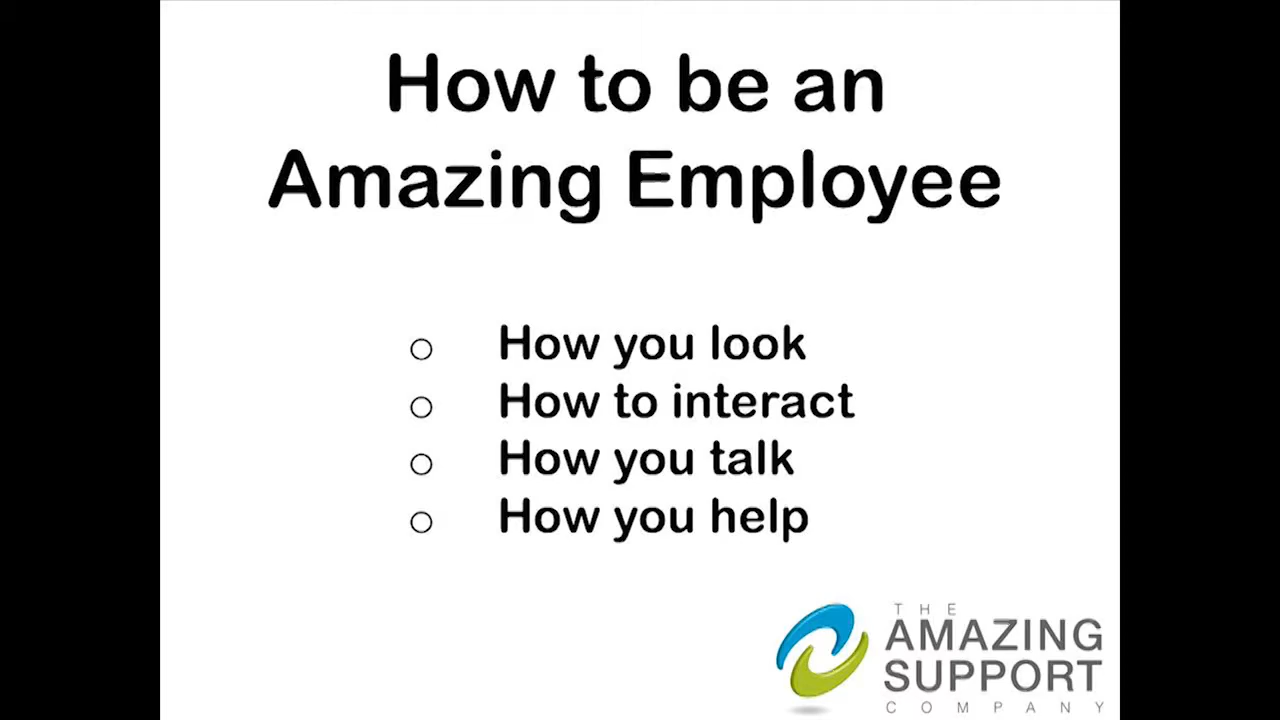 How to be an
Amazing Employee
○ How you look
○ How to interact
○ How you talk
○ How you help
THE
AMAZING
SUPPORT
COMPANY